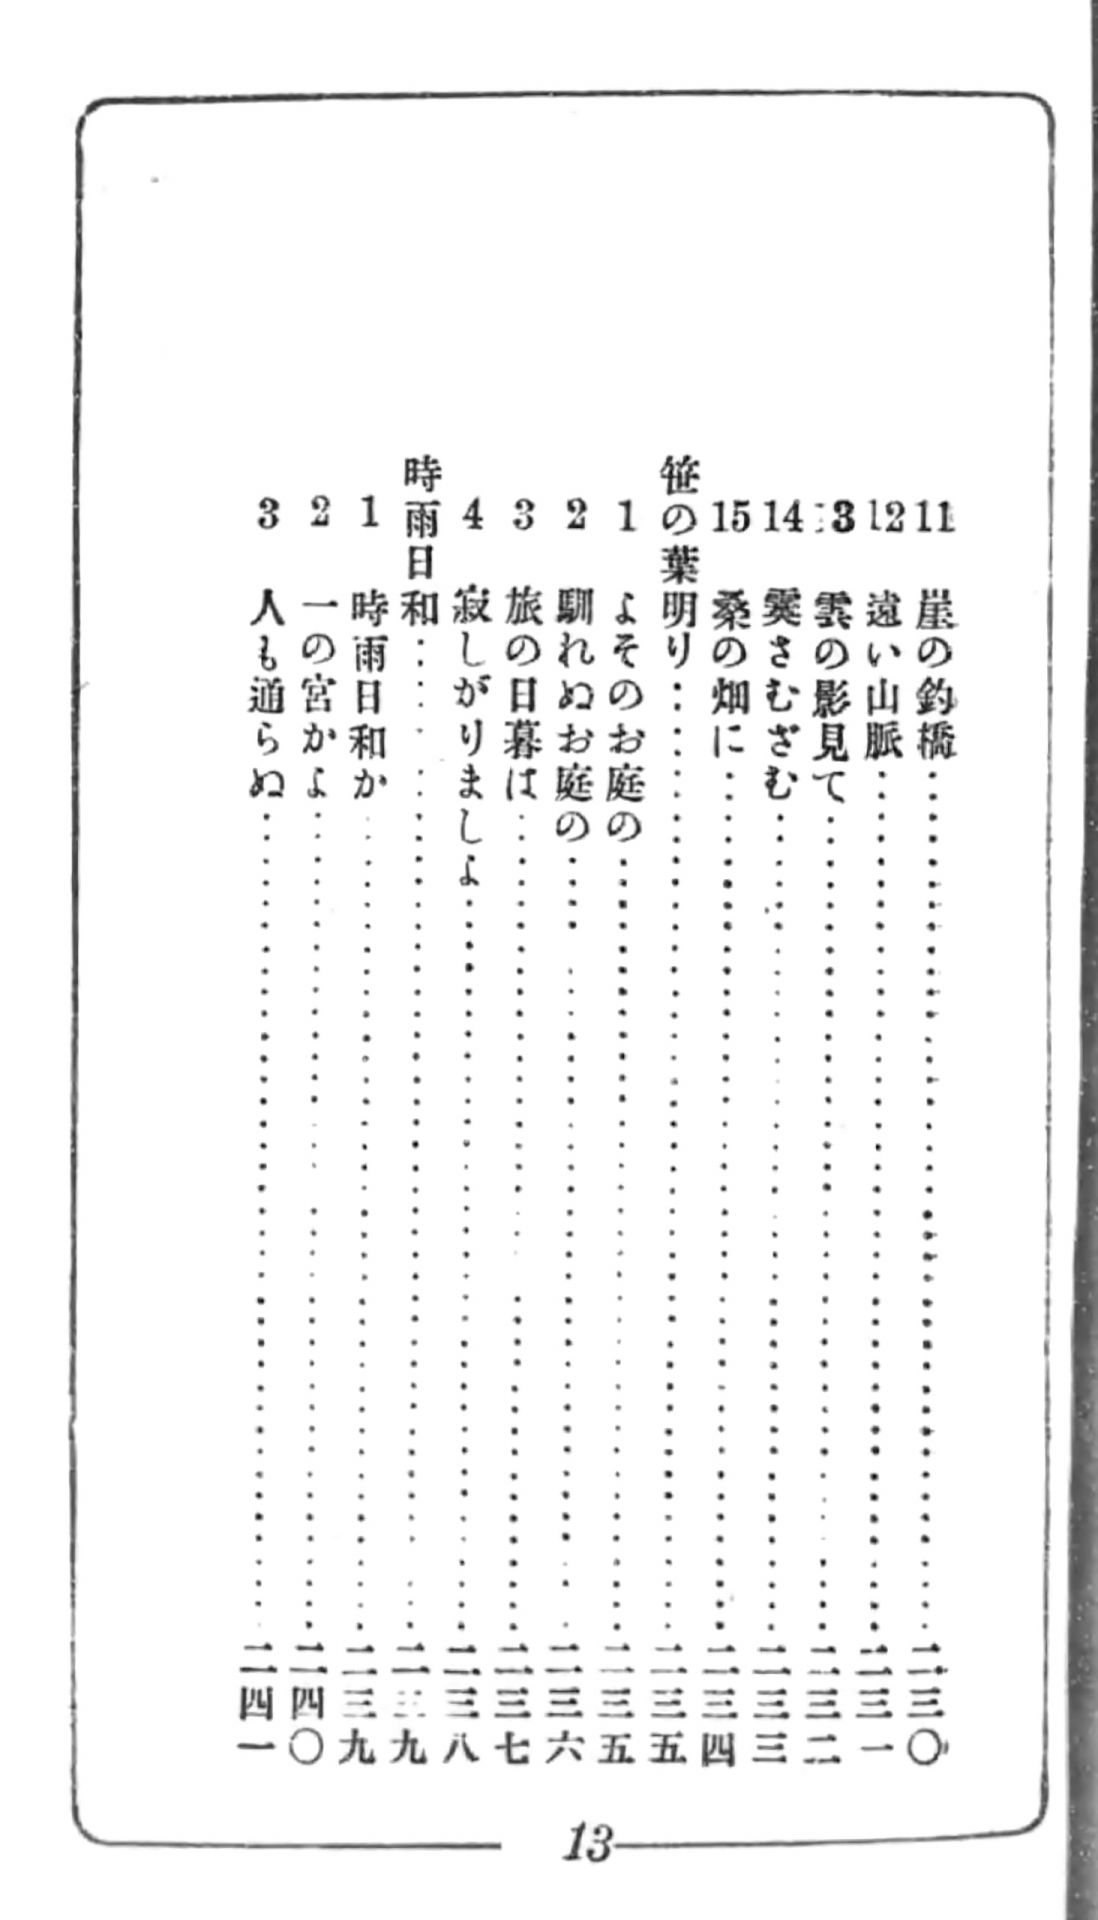 11 崖の釣橋……二三〇
12 遠い山脈……二三一
13 雲の影見て……二三二
14 霙さむざむ……二三三
15 桑の畑に……二三四
笹の葉明り……二三五
1 よそのお庭の……二三五
2 馴れぬお庭の……二三六
3 旅の日暮は……二三七
4 寂しがりましよ……二三八
時雨日和……二三九
1 時雨日和か……二三九
2 一の宮かよ……二四〇
3 人も通らぬ……二四一
13